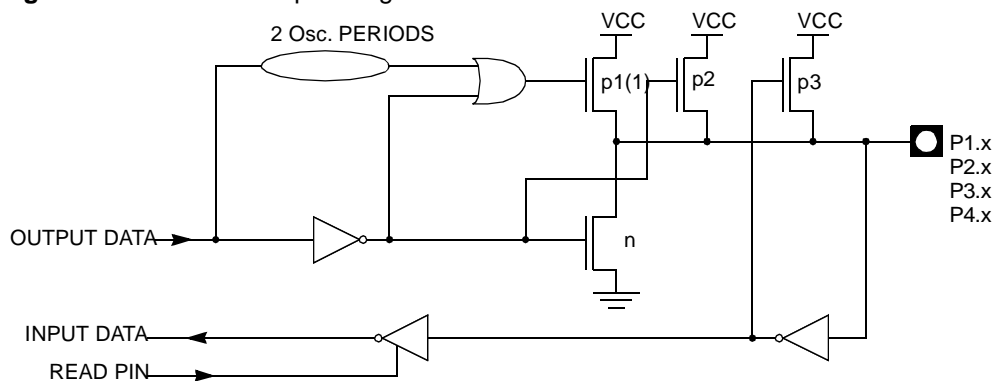 2 Osc. PERIODS
VCC
VCC
VCC
p1(1)
p2
p3
P1.x
P2.x
P3.x
P4.x
OUTPUT DATA
n
INPUT DATA
READ PIN